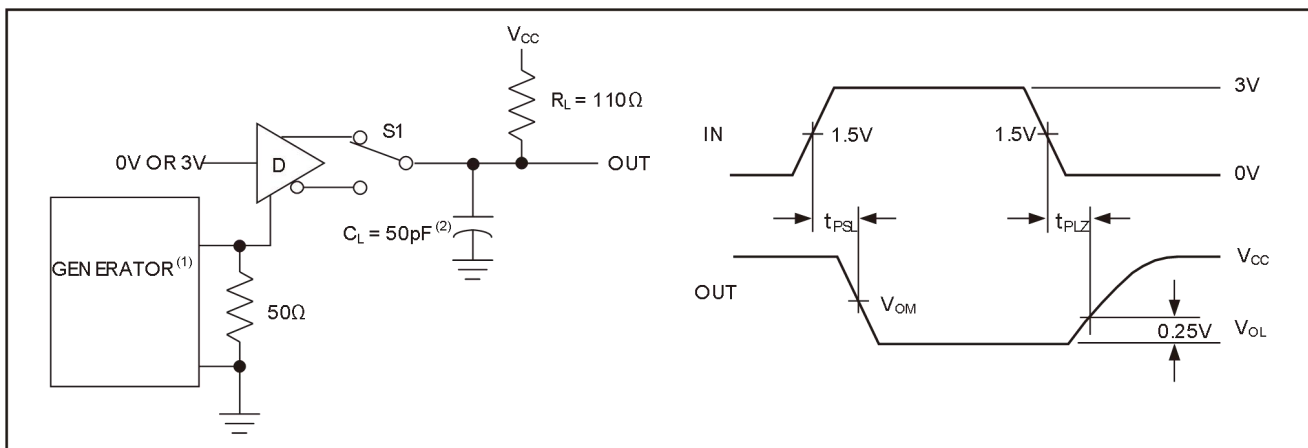 V_CC
R_L = 110Ω
S1
0V OR 3V
D
OUT
C_L = 50pF(2)
GENERATOR(1)
50Ω
3V
IN
1.5V
1.5V
0V
t_PSL
t_PLZ
V_CC
OUT
V_OM
0.25V
V_OL